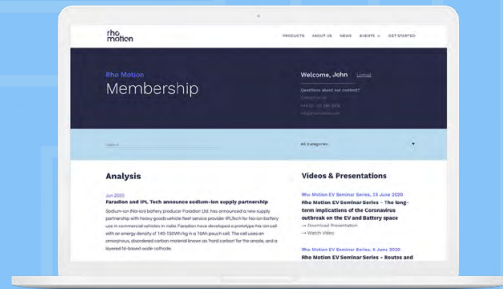 rho
motion
PRODUCTS ABOUT US NEWS EVENTS GET STARTED
Rho Motion
Membership
Welcome, John Logout
Questions about our content?
All Categories
Analysis
Jun 2020
Faradion and IPL Tech announce sodium-ion supply partnership
Sodium-ion (Na-ion) battery producer Faradion Ltd. has announced a new supply
partnership with heavy goods vehicle fleet service provider IPLTech for Na-ion battery
use in commercial vehicles in India. Faradion have developed a prototype Na-ion cell
with an energy density of 140-150Wh/kg in a 10Ah pouch cell. The cell uses an
amorphous, disordered carbon material known as 'hard carbon' for the anode, and a
layered Ni-based oxide cathode.
Videos & Presentations
Rho Motion EV Seminar Series, 23 June 2020
Rho Motion EV Seminar Series – The long-
term implications of the Coronavirus
outbreak on the EV and Battery space
→ Download Presentation
→ Watch Video
Rho Motion EV Seminar Series, 4 June 2020
Rho Motion EV Seminar Series – Routes and